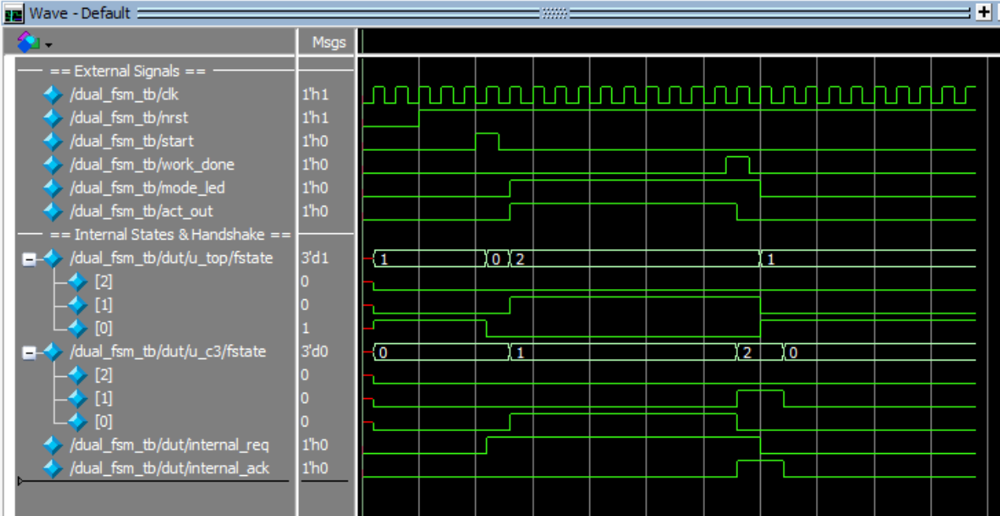 Wave - Default
Msgs
== External Signals ==
/dual_fsm_tb/clk 1'h1
/dual_fsm_tb/nrst 1'h1
/dual_fsm_tb/start 1'h0
/dual_fsm_tb/work_done 1'h0
/dual_fsm_tb/mode_led 1'h0
/dual_fsm_tb/act_out 1'h0
== Internal States & Handshake ==
/dual_fsm_tb/dut/u_top/fstate 3'd1 1 0 2 1
[2] 0
[1] 0
[0] 1
/dual_fsm_tb/dut/u_c3/fstate 3'd0 0 1 2 0
[2] 0
[1] 0
[0] 0
/dual_fsm_tb/dut/internal_req 1'h0
/dual_fsm_tb/dut/internal_ack 1'h0